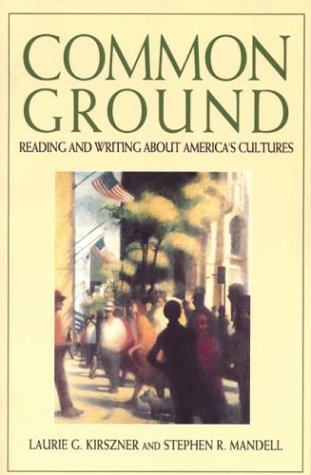 COMMON
GROUND
READING AND WRITING ABOUT AMERICA'S CULTURES
LAURIE G. KIRSZNER AND STEPHEN R. MANDELL